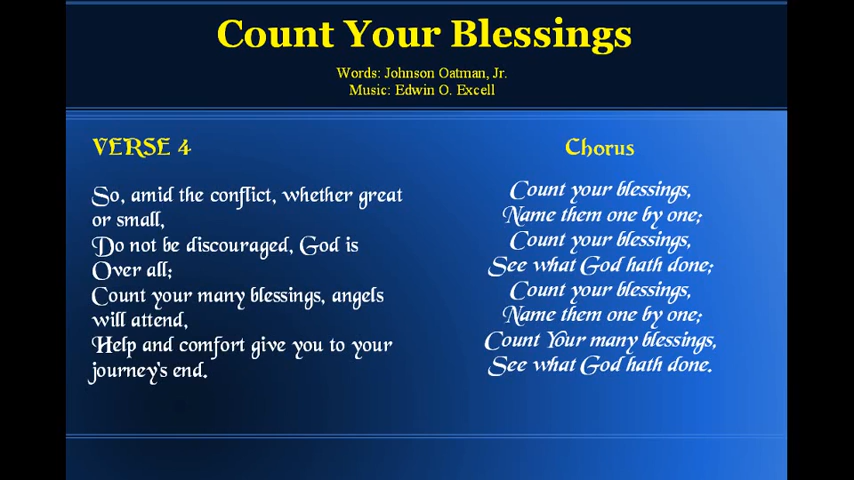 Count Your Blessings
Words: Johnson Oatman, Jr.
Music: Edwin O. Excell
VERSE 4
So, amid the conflict, whether great
or small,
Do not be discouraged, God is
Over all;
Count your many blessings, angels
will attend,
Help and comfort give you to your
journey's end.
Chorus
Count your blessings,
Name them one by one;
Count your blessings,
See what God hath done;
Count your blessings,
Name them one by one;
Count Your many blessings,
See what God hath done.